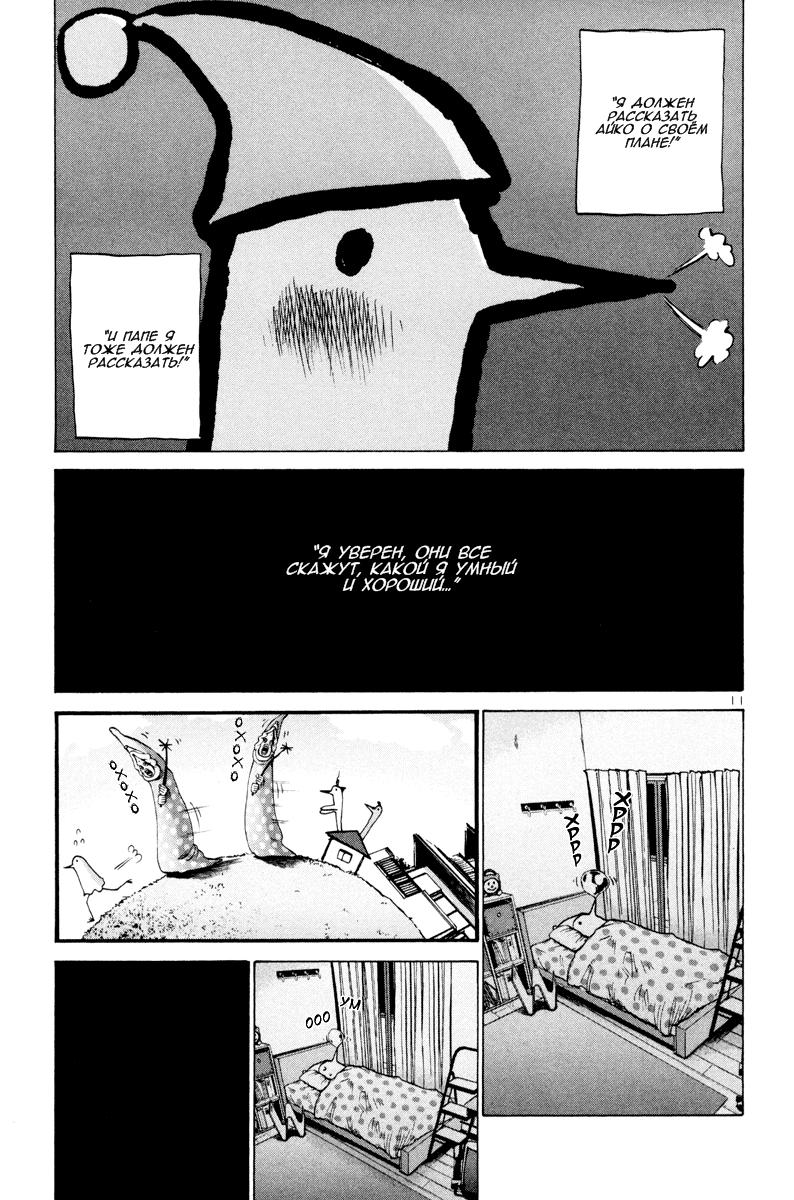 "Я ДОЛЖЕН
РАССКАЗАТЬ
АЙКО О СВОЁМ
ПЛАНЕ!"
"И ПАПЕ Я
ТОЖЕ ДОЛЖЕН
РАССКАЗАТЬ!"
"Я УВЕРЕН, ОНИ ВСЕ
СКАЖУТ, КАКОЙ Я УМНЫЙ
И ХОРОШИЙ..."
ХРРР
ХРРР
ОХОХО
ОХОХО
УМ
ООО